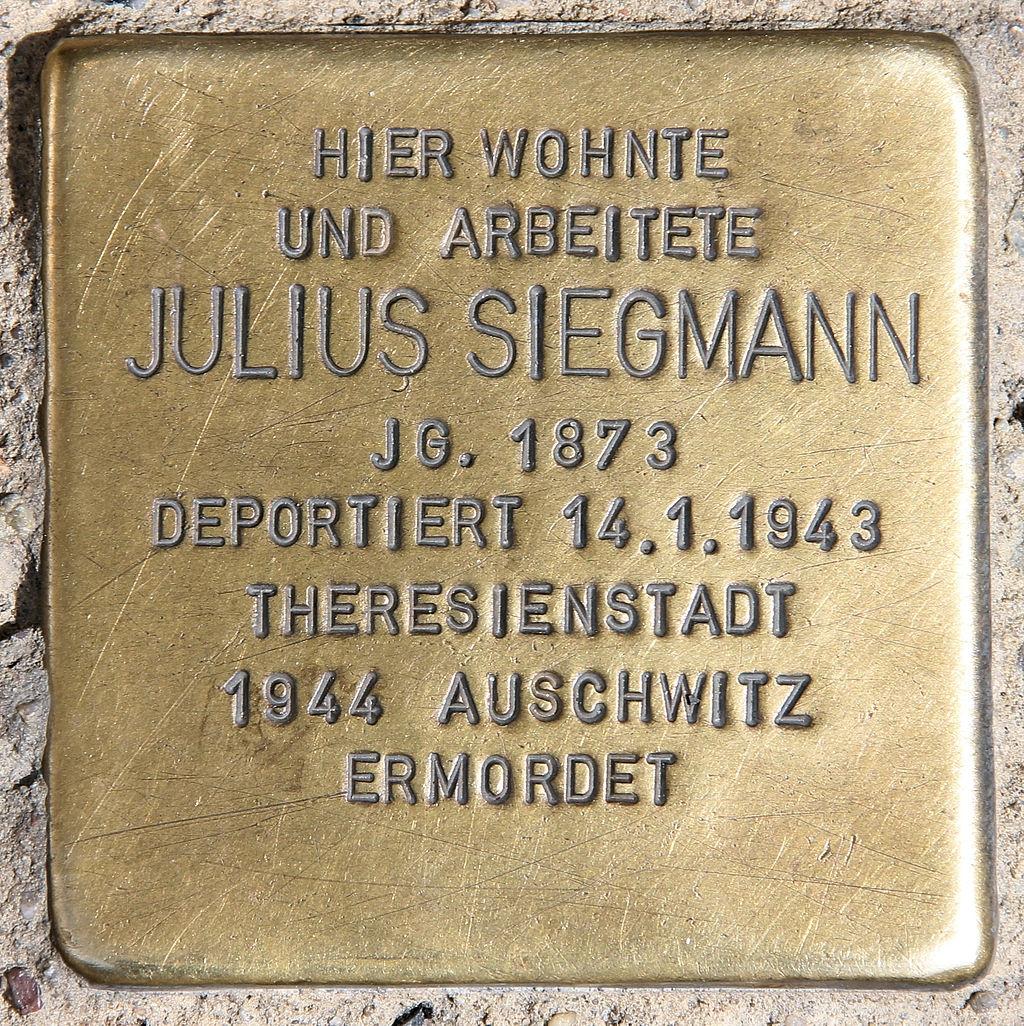 HIER WOHNTE
UND ARBEITETE
JULIUS SIEGMANN
JG. 1873
DEPORTIERT 14.1.1943
THERESIENSTADT
1944 AUSCHWITZ
ERMORDET